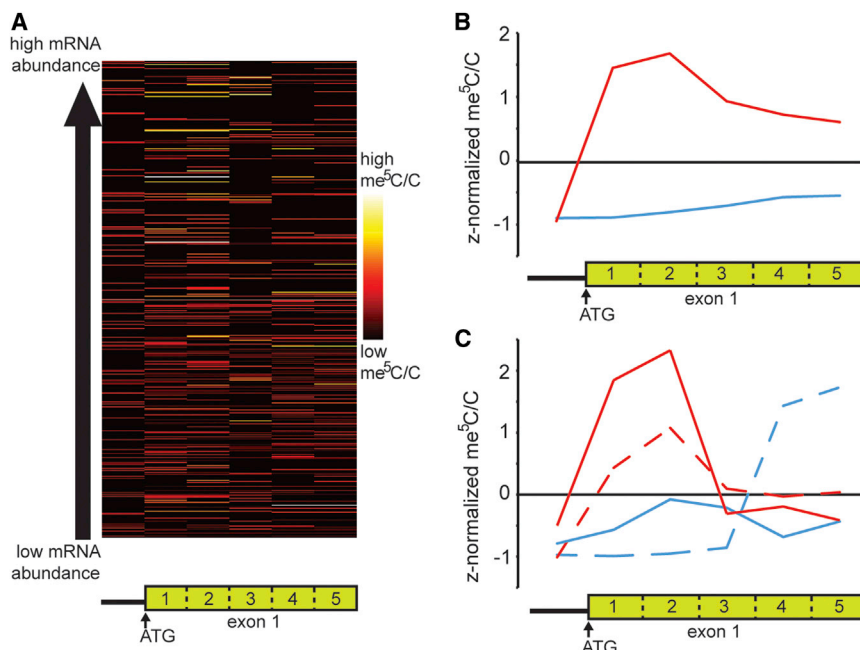 A
high mRNA
abundance
high
me⁵C/C
low
me⁵C/C
low mRNA
abundance
1 2 3 4 5
ATG
exon 1
B
z-normalized me⁵C/C
2
1
0
-1
1 2 3 4 5
exon 1
ATG
C
z-normalized me⁵C/C
2
1
0
-1
1 2 3 4 5
exon 1
ATG